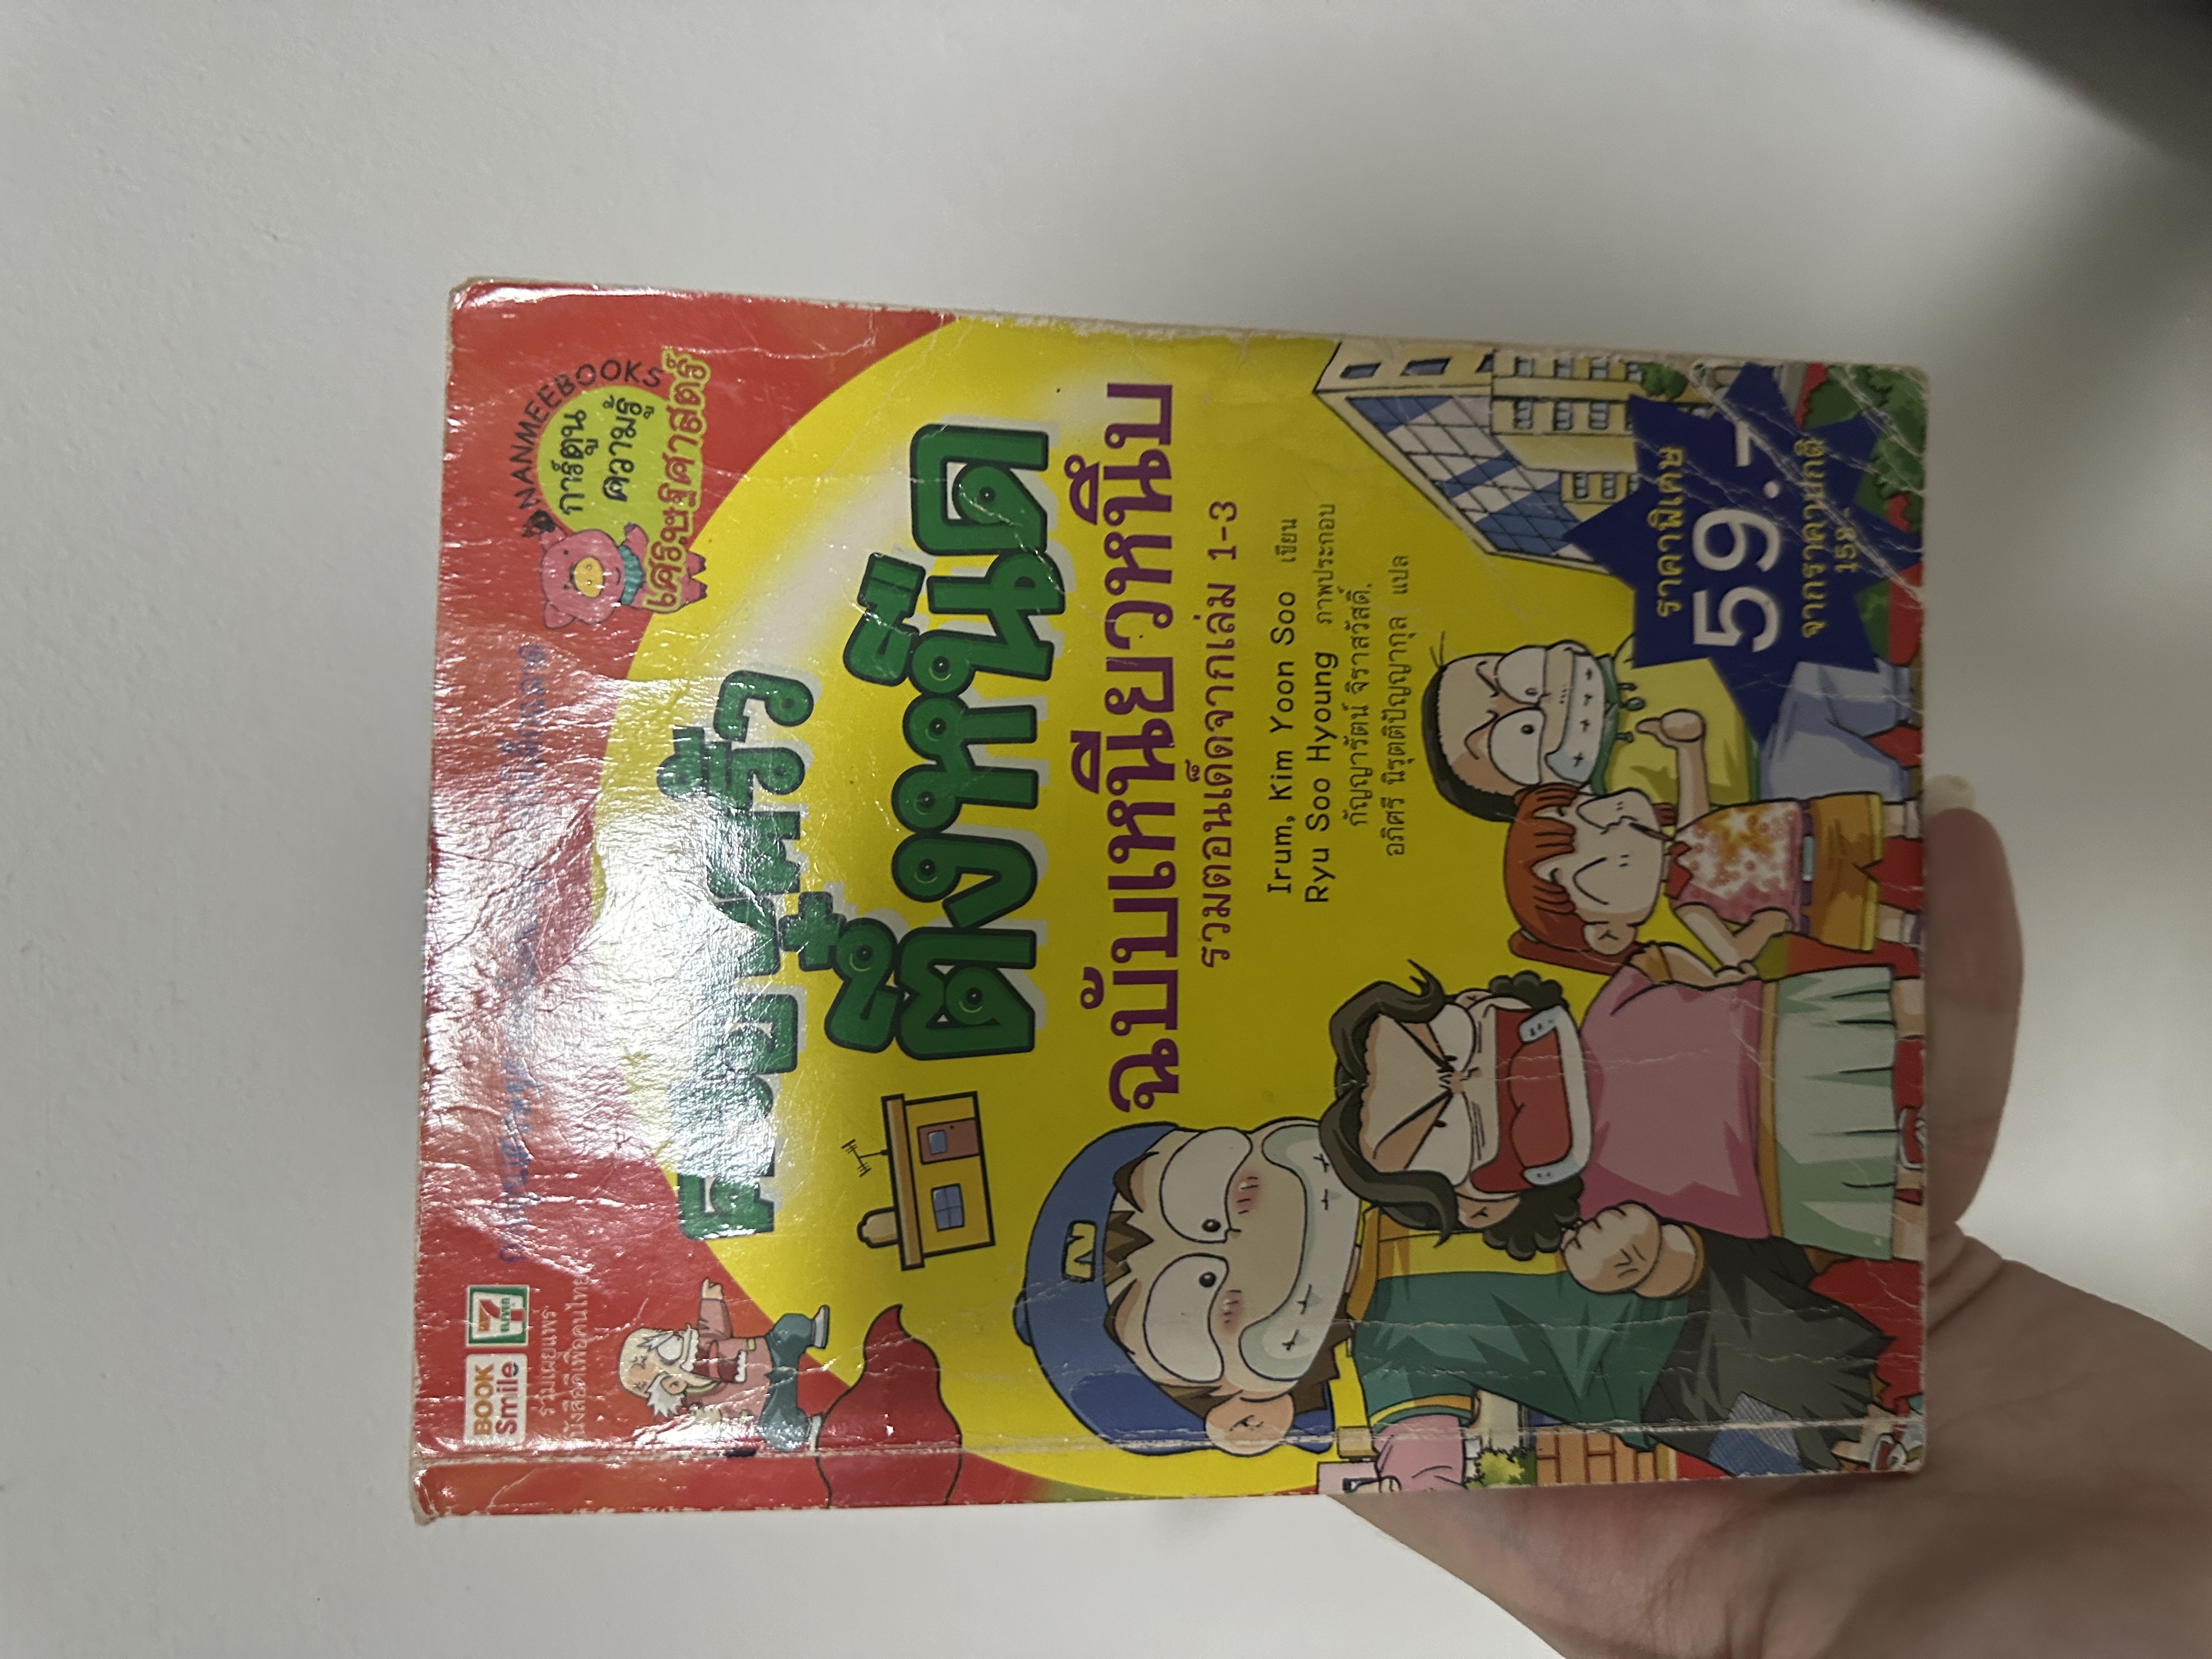 BOOK
Smile
7
ELEVEN
ร่วมเผยแพร่
หนังสือดีเพื่อคนไทย
NANMEEBOOKS
การ์ตูน
ความรู้
เศรษฐศาสตร์
ครอบครัว
ตึ๋งหนืด
ฉบับเหนียวหนึบ
รวมตอนเด็ดจากเล่ม 1-3
Irum, Kim Yoon Soo เขียน
Ryu Soo Hyoung ภาพประกอบ
กัญญารัตน์ จิราสวัสดิ์,
อภิศรี นิรุตติปัญญากุล แปล
N
ราคาพิเศษ
59.-
จากราคาปกติ
158.-